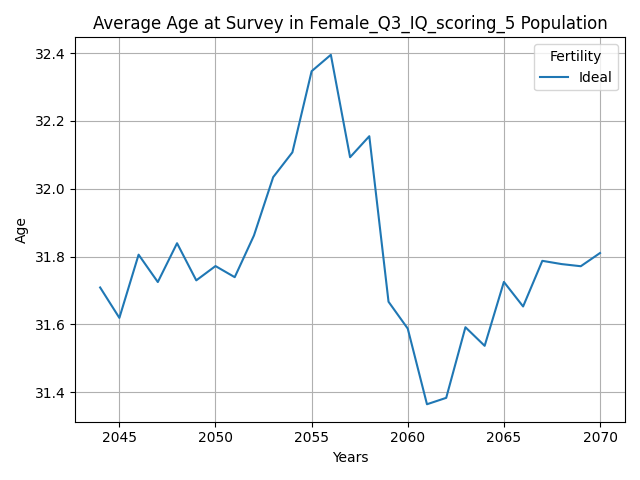 Average Age at Survey in Female_Q3_IQ_scoring_5 Population
Fertility
Ideal
32.4
32.2
32.0
31.8
31.6
31.4
Age
2045 2050 2055 2060 2065 2070
Years